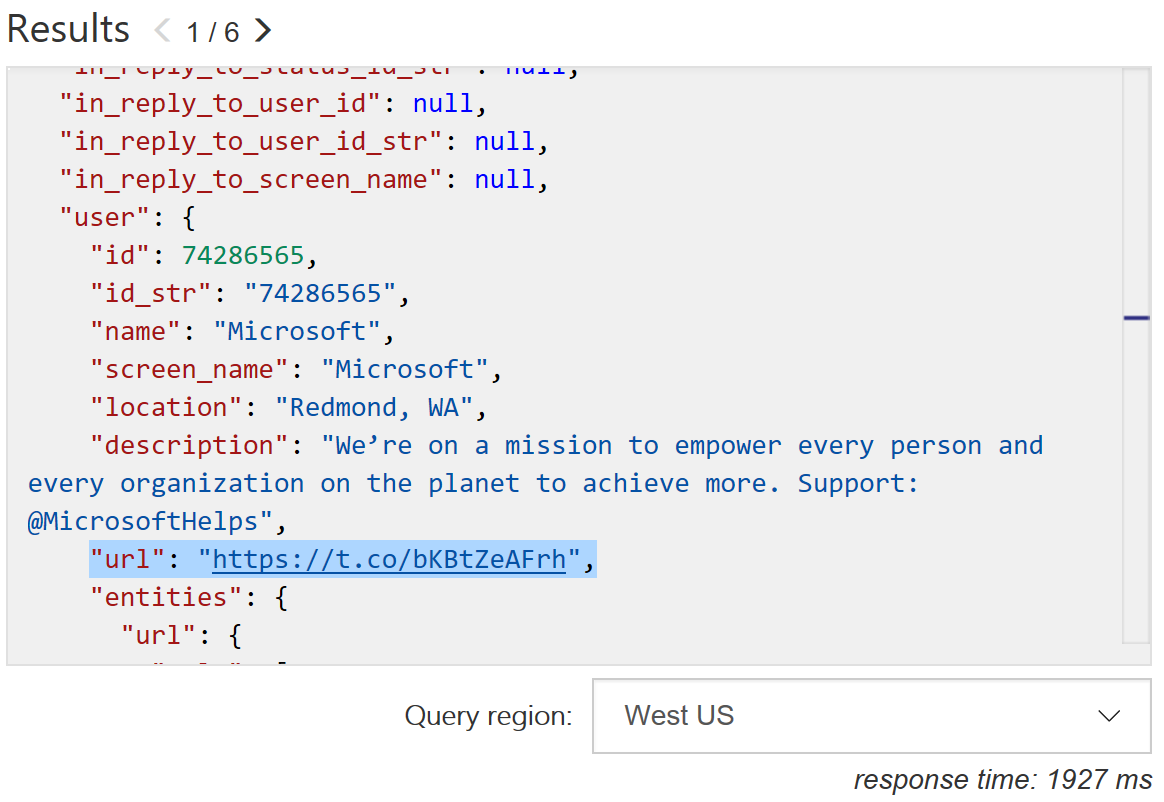 Results < 1 / 6 >
"in_reply_to_status_id_str": null,
"in_reply_to_user_id": null,
"in_reply_to_user_id_str": null,
"in_reply_to_screen_name": null,
"user": {
"id": 74286565,
"id_str": "74286565",
"name": "Microsoft",
"screen_name": "Microsoft",
"location": "Redmond, WA",
"description": "We’re on a mission to empower every person and
every organization on the planet to achieve more. Support:
@MicrosoftHelps",
"url": "https://t.co/bKBtZeAFrh",
"entities": {
"url": {
Query region: West US
response time: 1927 ms